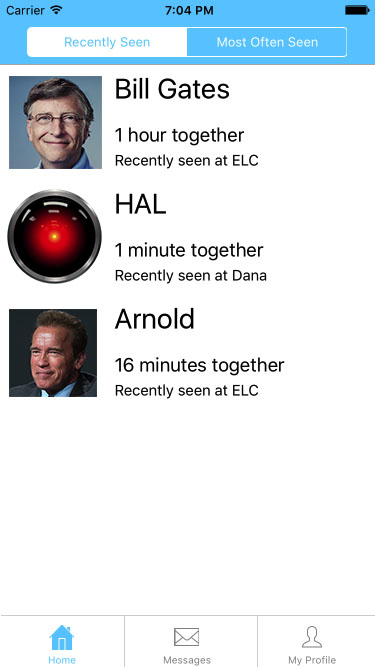 Carrier 7:04 PM
Recently Seen Most Often Seen
Bill Gates
1 hour together
Recently seen at ELC
HAL
1 minute together
Recently seen at Dana
Arnold
16 minutes together
Recently seen at ELC
Home Messages My Profile